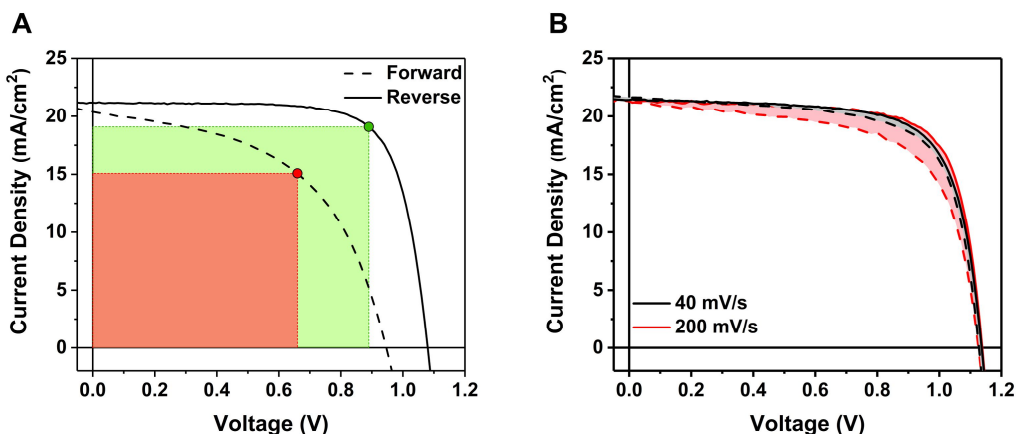 A
25
20
15
10
5
0
Current Density (mA/cm²)
Forward
Reverse
0.0 0.2 0.4 0.6 0.8 1.0 1.2
Voltage (V)
B
25
20
15
10
5
0
Current Density (mA/cm²)
40 mV/s
200 mV/s
0.0 0.2 0.4 0.6 0.8 1.0 1.2
Voltage (V)